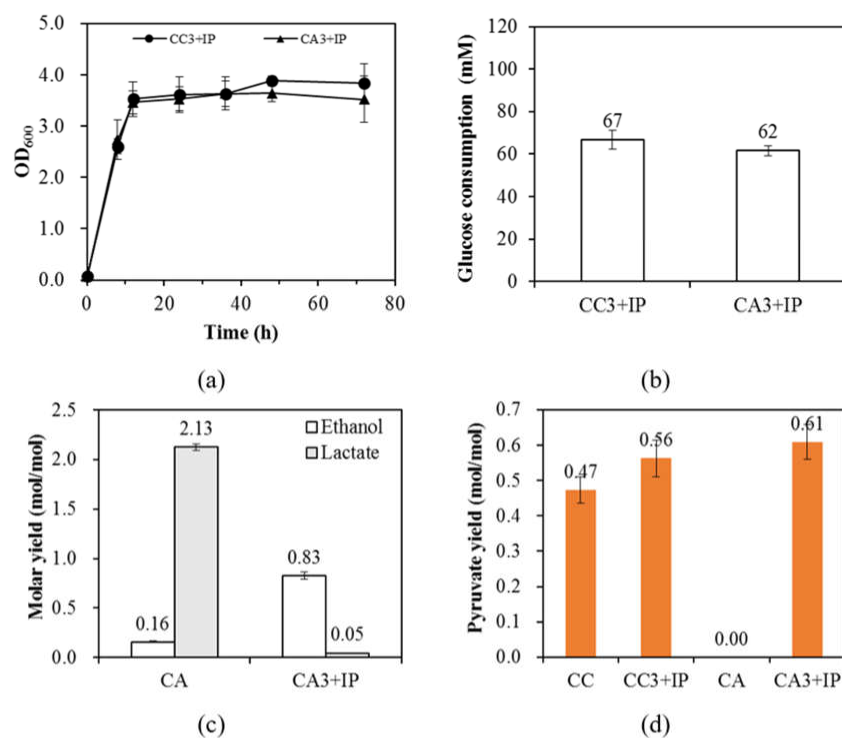 5.0
4.0
3.0
2.0
1.0
0.0
OD600
CC3+IP
CA3+IP
0
20
40
60
80
Time (h)
(a)
120
100
80
60
40
20
0
Glucose consumption (mM)
67
62
CC3+IP
CA3+IP
(b)
2.5
2.0
1.5
1.0
0.5
0.0
Molar yield (mol/mol)
Ethanol
Lactate
0.16
2.13
0.83
0.05
CA
CA3+IP
(c)
0.7
0.6
0.5
0.4
0.3
0.2
0.1
0.0
Pyruvate yield (mol/mol)
0.47
0.56
0.00
0.61
CC
CC3+IP
CA
CA3+IP
(d)